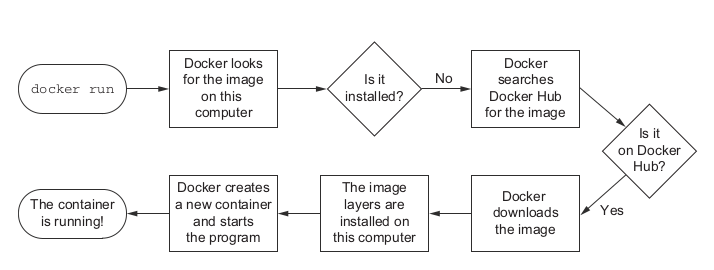 docker run
Docker looks
for the image
on this
computer
Is it
installed?
No
Docker
searches
Docker Hub
for the image
Is it
on Docker
Hub?
Yes
Docker
downloads
the image
The image
layers are
installed on
this computer
Docker creates
a new container
and starts
the program
The container
is running!